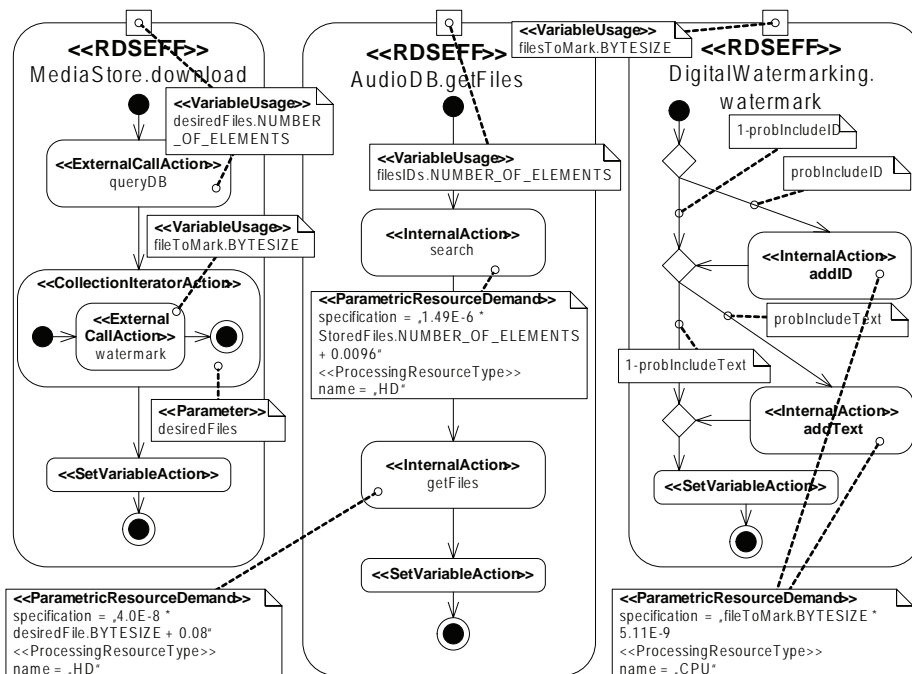 <<RDSEFF>>
MediaStore.download
<<VariableUsage>>
desiredFiles.NUMBER
_OF_ELEMENTS
<<ExternalCallAction>>
queryDB
<<VariableUsage>>
fileToMark.BYTESIZE
<<CollectionIteratorAction>>
<<External
CallAction>>
watermark
<<Parameter>>
desiredFiles
<<SetVariableAction>>
<<ParametricResourceDemand>>
specification = „4.0E-8 *
desiredFile.BYTESIZE + 0.08“
<<ProcessingResourceType>>
name = „HD“
<<RDSEFF>>
AudioDB.getFiles
<<VariableUsage>>
filesIDs.NUMBER_OF_ELEMENTS
<<InternalAction>>
search
<<ParametricResourceDemand>>
specification = „1.49E-6 *
StoredFiles.NUMBER_OF_ELEMENTS
+ 0.0096“
<<ProcessingResourceType>>
name = „HD“
<<InternalAction>>
getFiles
<<SetVariableAction>>
<<VariableUsage>>
filesToMark.BYTESIZE
<<RDSEFF>>
DigitalWatermarking.
watermark
1-probIncludeID
probIncludeID
<<InternalAction>>
addID
probIncludeText
1-probIncludeText
<<InternalAction>>
addText
<<SetVariableAction>>
<<ParametricResourceDemand>>
specification = „fileToMark.BYTESIZE *
5.11E-9
<<ProcessingResourceType>>
name = „CPU“